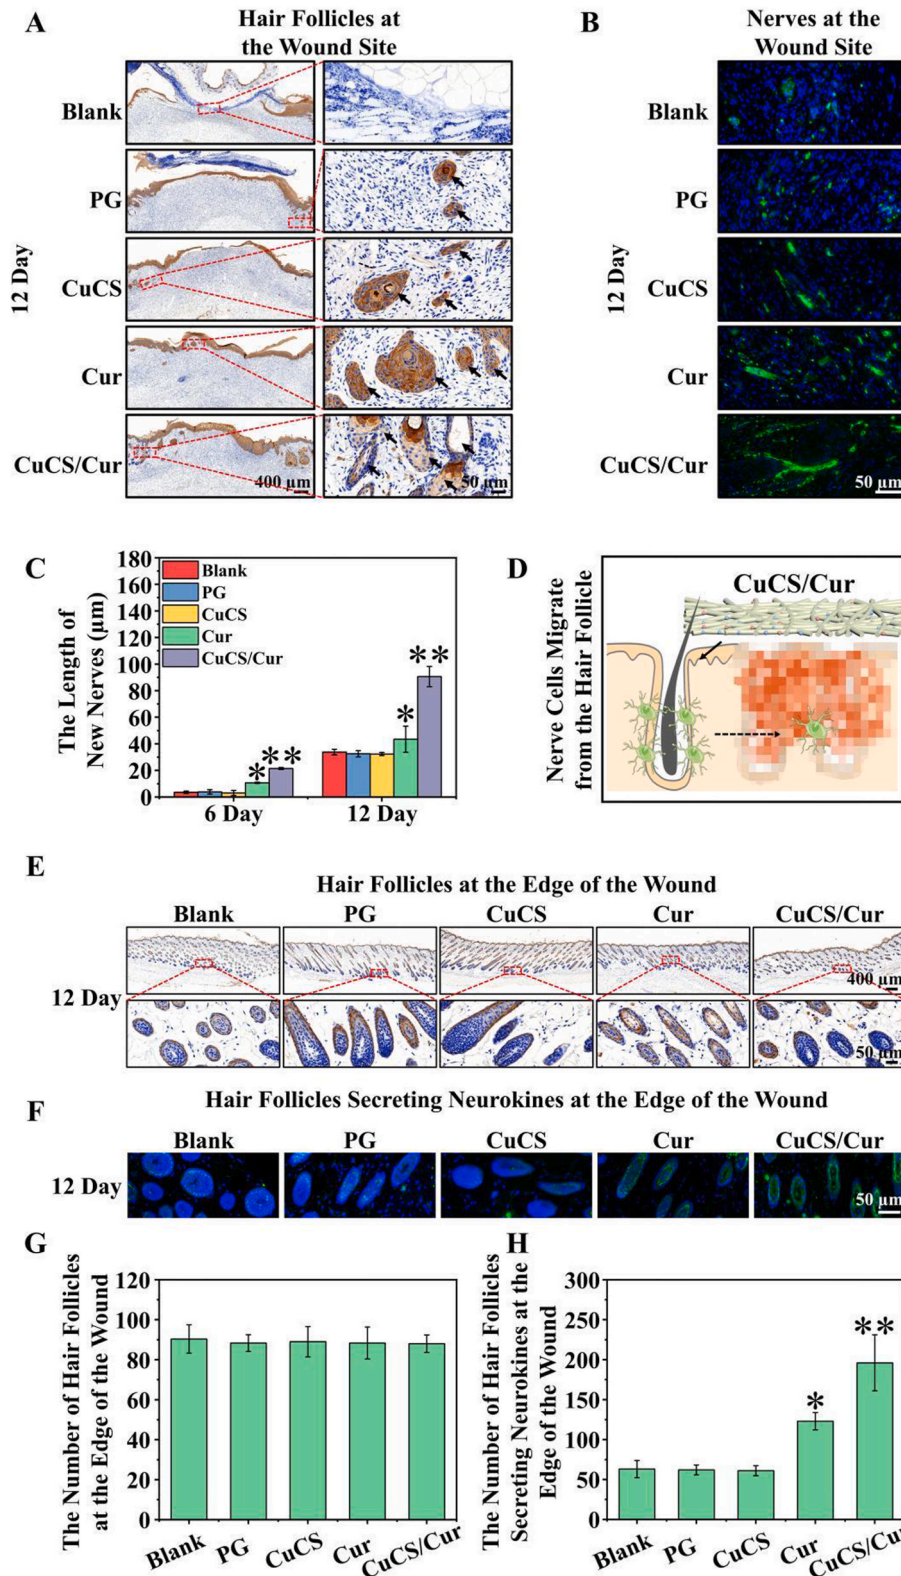 A
Hair Follicles at
the Wound Site
12 Day
Blank
PG
CuCS
Cur
CuCS/Cur
400 µm
50 µm
B
Nerves at the
Wound Site
12 Day
Blank
PG
CuCS
Cur
CuCS/Cur
50 µm
C
The Length of
New Nerves (µm)
180
160
140
120
100
80
60
40
20
0
Blank
PG
CuCS
Cur
CuCS/Cur
*
**
*
**
6 Day
12 Day
D
Nerve Cells Migrate
from the Hair Follicle
CuCS/Cur
E
Hair Follicles at the Edge of the Wound
Blank
PG
CuCS
Cur
CuCS/Cur
12 Day
400 µm
50 µm
F
Hair Follicles Secreting Neurokines at the Edge of the Wound
Blank
PG
CuCS
Cur
CuCS/Cur
12 Day
50 µm
G
The Number of Hair Follicles
at the Edge of the Wound
120
100
80
60
40
20
0
Blank
PG
CuCS
Cur
CuCS/Cur
H
The Number of Hair Follicles
Secreting Neurokines at the
Edge of the Wound
300
250
200
150
100
50
0
*
**
Blank
PG
CuCS
Cur
CuCS/Cur